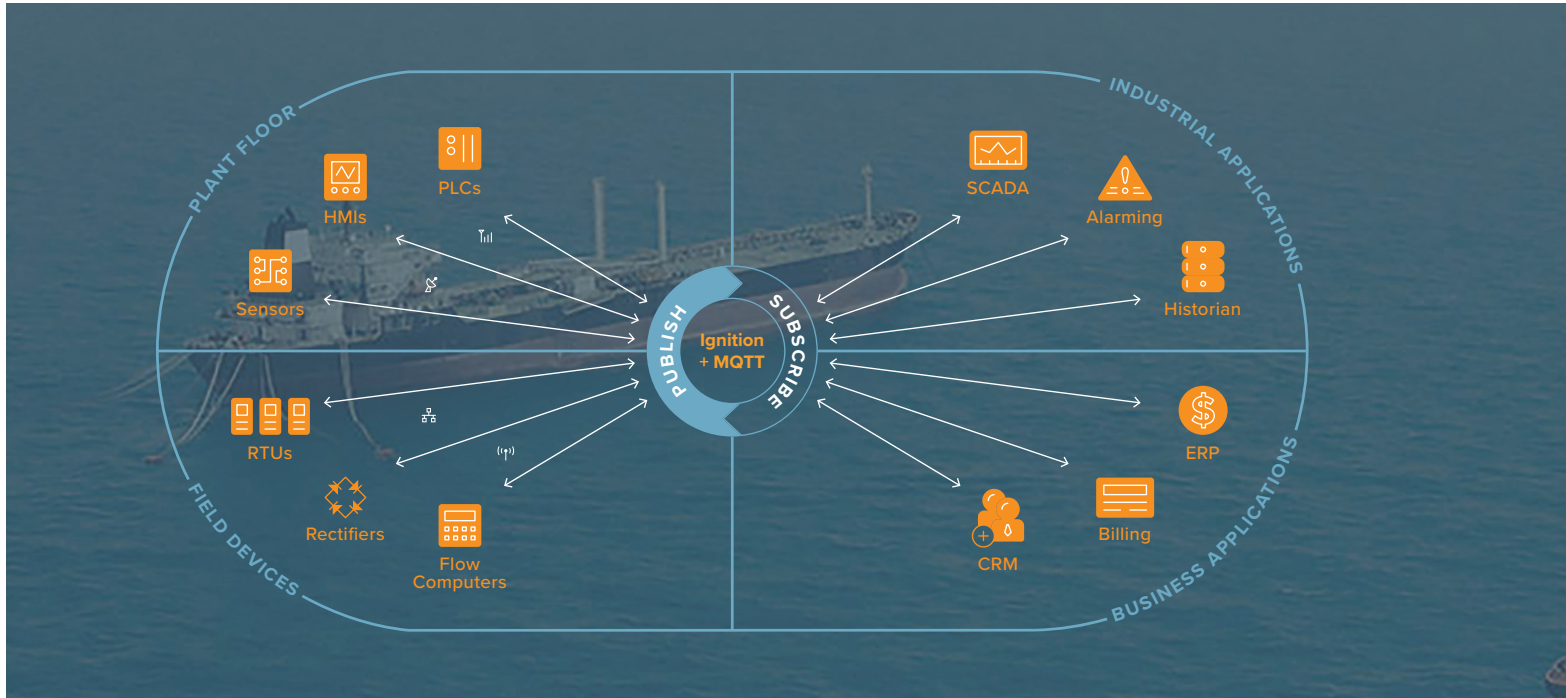 PLANT FLOOR
PLCs
HMIs
Sensors
INDUSTRIAL APPLICATIONS
SCADA
Alarming
Historian
PUBLISH
SUBSCRIBE
Ignition
+ MQTT
FIELD DEVICES
RTUs
Rectifiers
Flow
Computers
BUSINESS APPLICATIONS
ERP
Billing
CRM